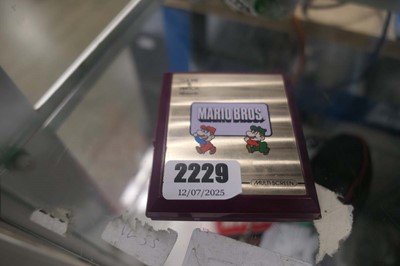 MARIO BROS.
2229
12/07/2025
MULTI SCREEN